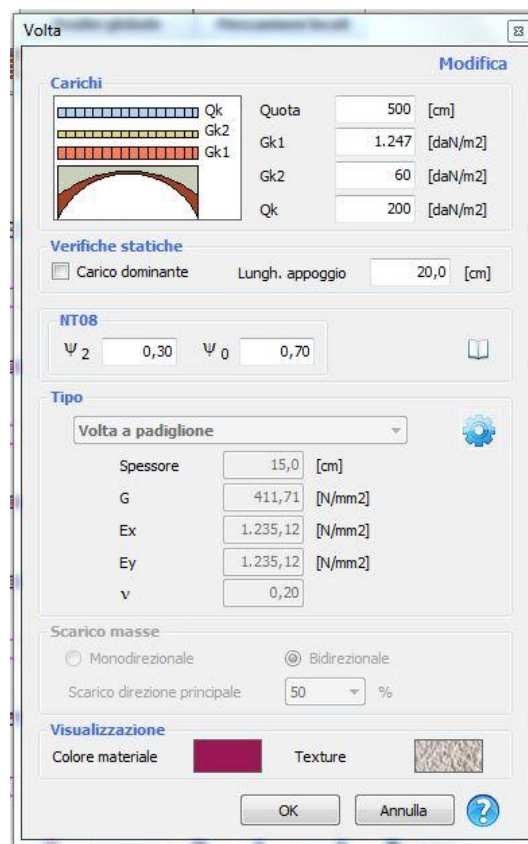 Volta
Modifica
Carichi
Qk
Gk2
Gk1
Quota 500 [cm]
Gk1 1.247 [daN/m2]
Gk2 60 [daN/m2]
Qk 200 [daN/m2]
Verifiche statiche
Carico dominante Lungh. appoggio 20,0 [cm]
NT08
Ψ2 0,30 Ψ0 0,70
Tipo
Volta a padiglione
Spessore 15,0 [cm]
G 411,71 [N/mm2]
Ex 1.235,12 [N/mm2]
Ey 1.235,12 [N/mm2]
ν 0,20
Scarico masse
Monodirezionale Bidirezionale
Scarico direzione principale 50 %
Visualizzazione
Colore materiale Texture
OK Annulla ?